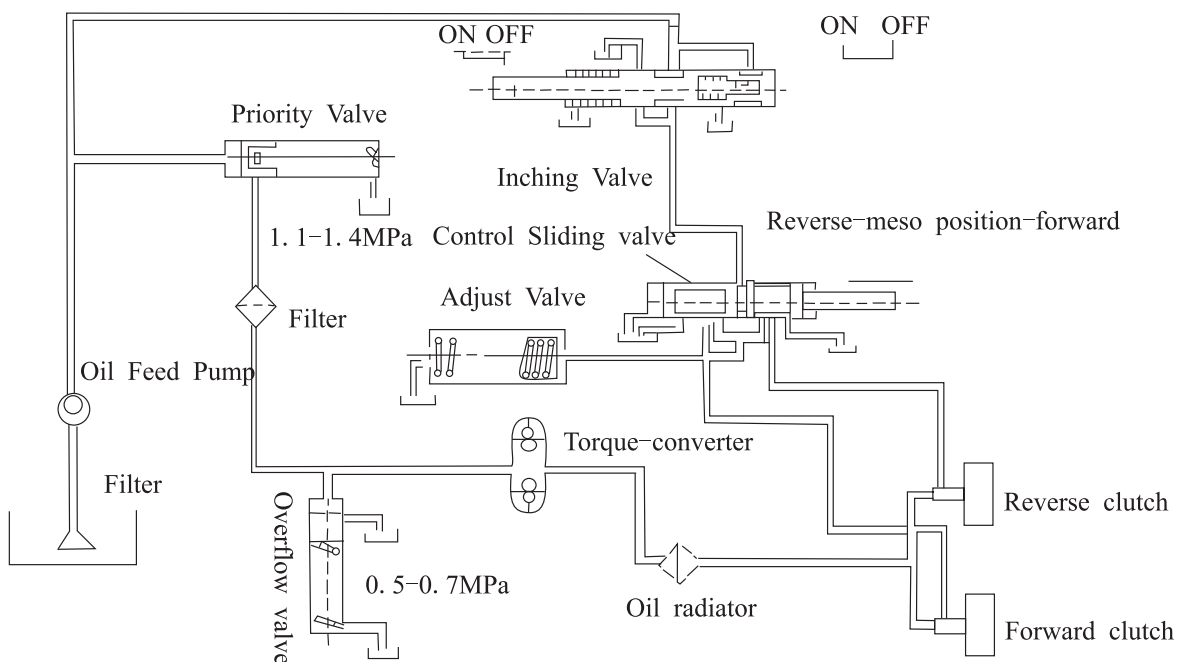 ON OFF
ON OFF
Priority Valve
Inching Valve
1. 1-1. 4MPa
Control Sliding valve
Reverse-meso position-forward
Adjust Valve
Filter
Oil Feed Pump
Torque-converter
Filter
Reverse clutch
Overflow valve
0. 5-0. 7MPa
Oil radiator
Forward clutch